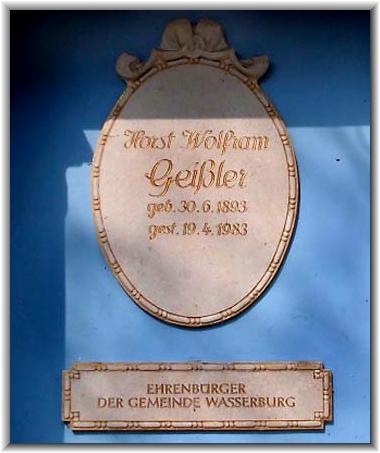 Horst Wolfram
Geißler
geb. 30.6.1893
gest. 19.4.1983
EHRENBÜRGER
DER GEMEINDE WASSERBURG